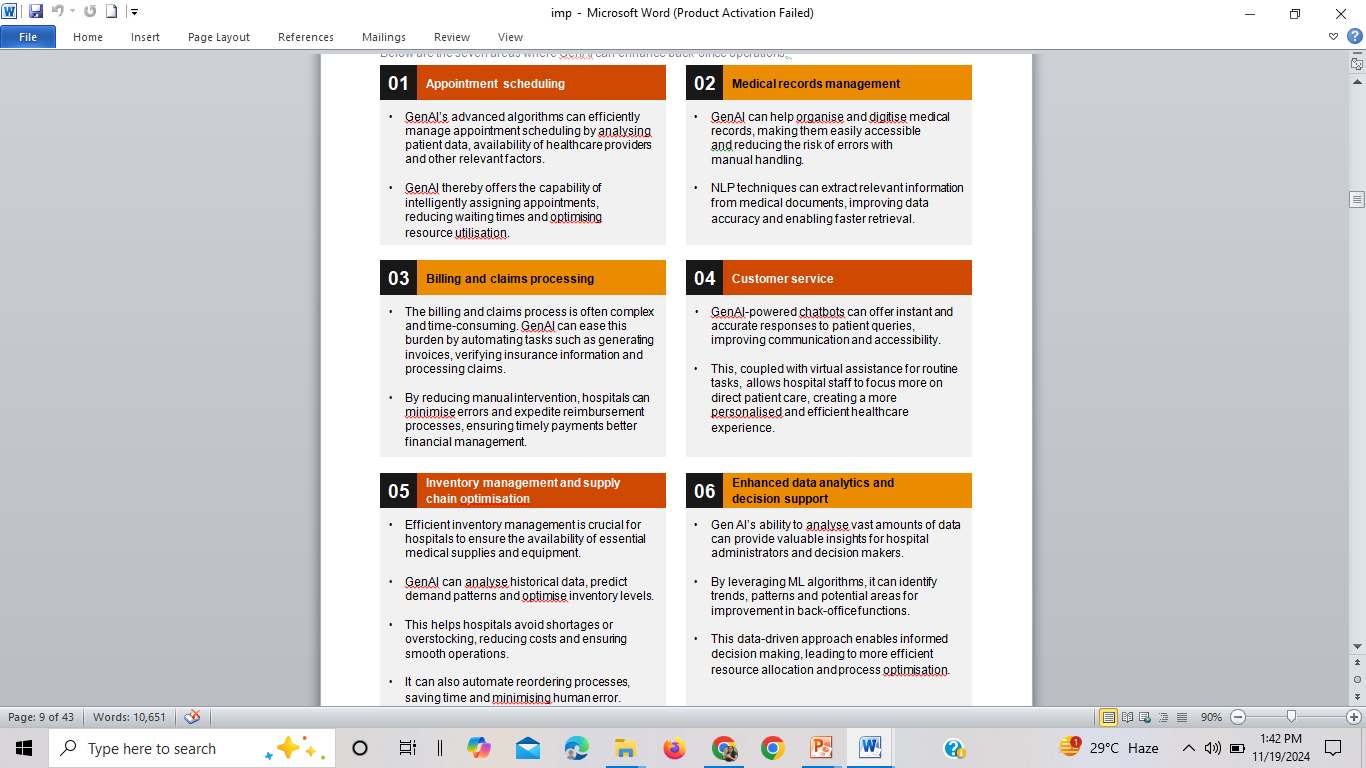 imp - Microsoft Word (Product Activation Failed)
File Home Insert Page Layout References Mailings Review View
Below are the seven areas where GenAI can enhance back-office operations.
01 Appointment scheduling
• GenAI's advanced algorithms can efficiently
manage appointment scheduling by analysing
patient data, availability of healthcare providers
and other relevant factors.
• GenAI thereby offers the capability of
intelligently assigning appointments,
reducing waiting times and optimising
resource utilisation.
02 Medical records management
• GenAI can help organise and digitise medical
records, making them easily accessible
and reducing the risk of errors with
manual handling.
• NLP techniques can extract relevant information
from medical documents, improving data
accuracy and enabling faster retrieval.
03 Billing and claims processing
• The billing and claims process is often complex
and time-consuming. GenAI can ease this
burden by automating tasks such as generating
invoices, verifying insurance information and
processing claims.
• By reducing manual intervention, hospitals can
minimise errors and expedite reimbursement
processes, ensuring timely payments better
financial management.
04 Customer service
• GenAI-powered chatbots can offer instant and
accurate responses to patient queries,
improving communication and accessibility.
• This, coupled with virtual assistance for routine
tasks, allows hospital staff to focus more on
direct patient care, creating a more
personalised and efficient healthcare
experience.
05 Inventory management and supply
chain optimisation
• Efficient inventory management is crucial for
hospitals to ensure the availability of essential
medical supplies and equipment.
• GenAI can analyse historical data, predict
demand patterns and optimise inventory levels.
• This helps hospitals avoid shortages or
overstocking, reducing costs and ensuring
smooth operations.
• It can also automate reordering processes,
saving time and minimising human error.
06 Enhanced data analytics and
decision support
• Gen AI's ability to analyse vast amounts of data
can provide valuable insights for hospital
administrators and decision makers.
• By leveraging ML algorithms, it can identify
trends, patterns and potential areas for
improvement in back-office functions.
• This data-driven approach enables informed
decision making, leading to more efficient
resource allocation and process optimisation.
Page: 9 of 43 Words: 10,651 90%
Type here to search
1
29°C Haze
1:42 PM
11/19/2024